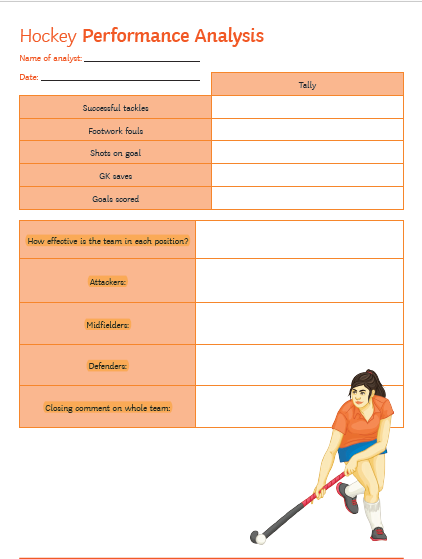 Hockey Performance Analysis
Name of analyst:
Date:
Tally
Successful tackles
Footwork fouls
Shots on goal
GK saves
Goals scored
How effective is the team in each position?
Attackers:
Midfielders:
Defenders:
Closing comment on whole team: